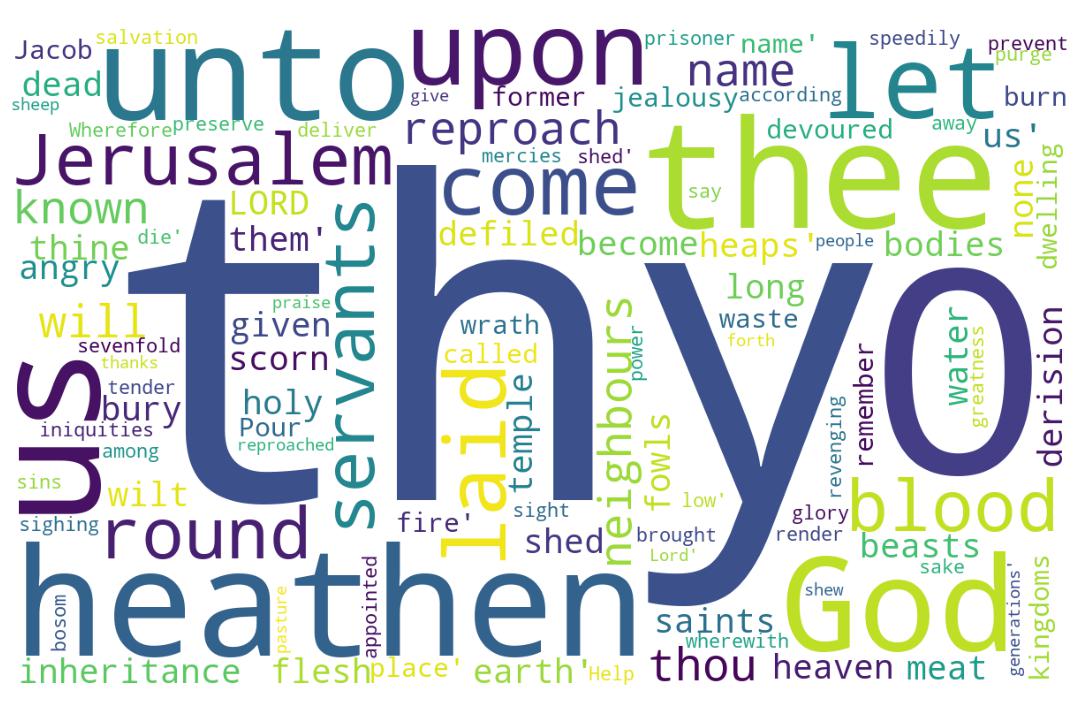 Jacob salvation unto upon prisoner name' speedily prevent
dead sheep give former jealousy name according let purge burn
Wherefore preserve deliver reproach devoured away us'
Jerusalem mercies shed' thee none
known LORD come say dwelling
thine die' them' defiled become heaps' people bodies
angry servants thy o long
will praise given wrath neighbours waste Water derision
sevenfold scorn called power forth greatness
thanks tender bury holy laid temple remember
iniquities Pour fowls revenging
among reproached
sins wilt sight low' glory blood
sighing round fire' shed brought render beasts
heathen Lord' God sake
us bosom pasture appointed saints shew generations' kingdoms
wherewith
inheritance flesh place' earth' Help thou heaven meat